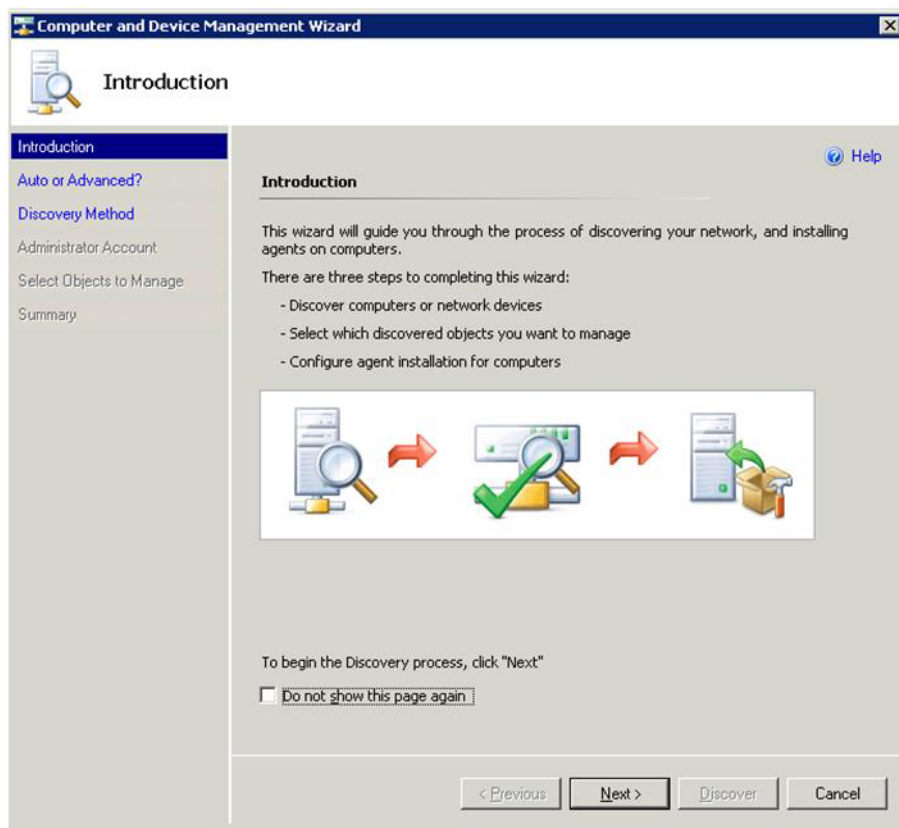 Computer and Device Management Wizard
Introduction
Introduction
Auto or Advanced?
Discovery Method
Administrator Account
Select Objects to Manage
Summary
Help
Introduction
This wizard will guide you through the process of discovering your network, and installing
agents on computers.
There are three steps to completing this wizard:
- Discover computers or network devices
- Select which discovered objects you want to manage
- Configure agent installation for computers
To begin the Discovery process, click "Next"
Do not show this page again
< Previous
Next >
Discover
Cancel